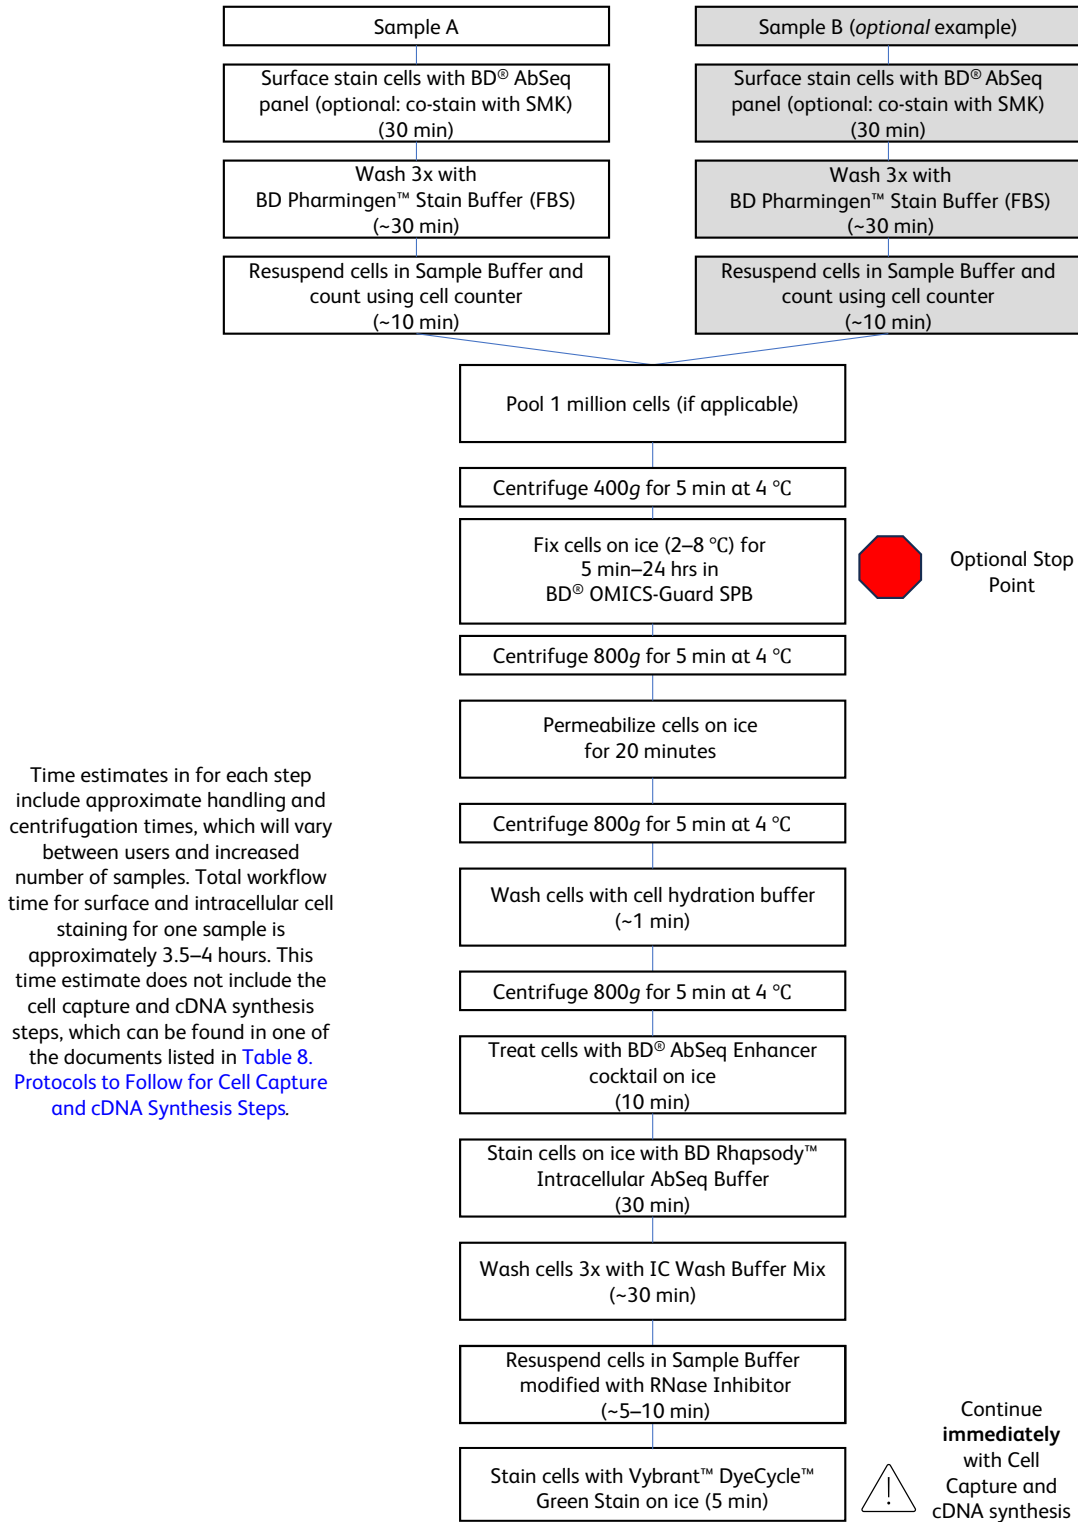 Sample A
Sample B (optional example)
Surface stain cells with BD® AbSeq
panel (optional: co-stain with SMK)
(30 min)
Surface stain cells with BD® AbSeq
panel (optional: co-stain with SMK)
(30 min)
Wash 3x with
BD Pharmingen™ Stain Buffer (FBS)
(~30 min)
Wash 3x with
BD Pharmingen™ Stain Buffer (FBS)
(~30 min)
Resuspend cells in Sample Buffer and
count using cell counter
(~10 min)
Resuspend cells in Sample Buffer and
count using cell counter
(~10 min)
Pool 1 million cells (if applicable)
Centrifuge 400g for 5 min at 4 °C
Fix cells on ice (2–8 °C) for
5 min–24 hrs in
BD® OMICS-Guard SPB
Optional Stop
Point
Centrifuge 800g for 5 min at 4 °C
Permeabilize cells on ice
for 20 minutes
Centrifuge 800g for 5 min at 4 °C
Wash cells with cell hydration buffer
(~1 min)
Centrifuge 800g for 5 min at 4 °C
Treat cells with BD® AbSeq Enhancer
cocktail on ice
(10 min)
Stain cells on ice with BD Rhapsody™
Intracellular AbSeq Buffer
(30 min)
Wash cells 3x with IC Wash Buffer Mix
(~30 min)
Resuspend cells in Sample Buffer
modified with RNase Inhibitor
(~5–10 min)
Stain cells with Vybrant™ DyeCycle™
Green Stain on ice (5 min)
Time estimates in for each step
include approximate handling and
centrifugation times, which will vary
between users and increased
number of samples. Total workflow
time for surface and intracellular cell
staining for one sample is
approximately 3.5–4 hours. This
time estimate does not include the
cell capture and cDNA synthesis
steps, which can be found in one of
the documents listed in Table 8.
Protocols to Follow for Cell Capture
and cDNA Synthesis Steps.
Continue
immediately
with Cell
Capture and
cDNA synthesis